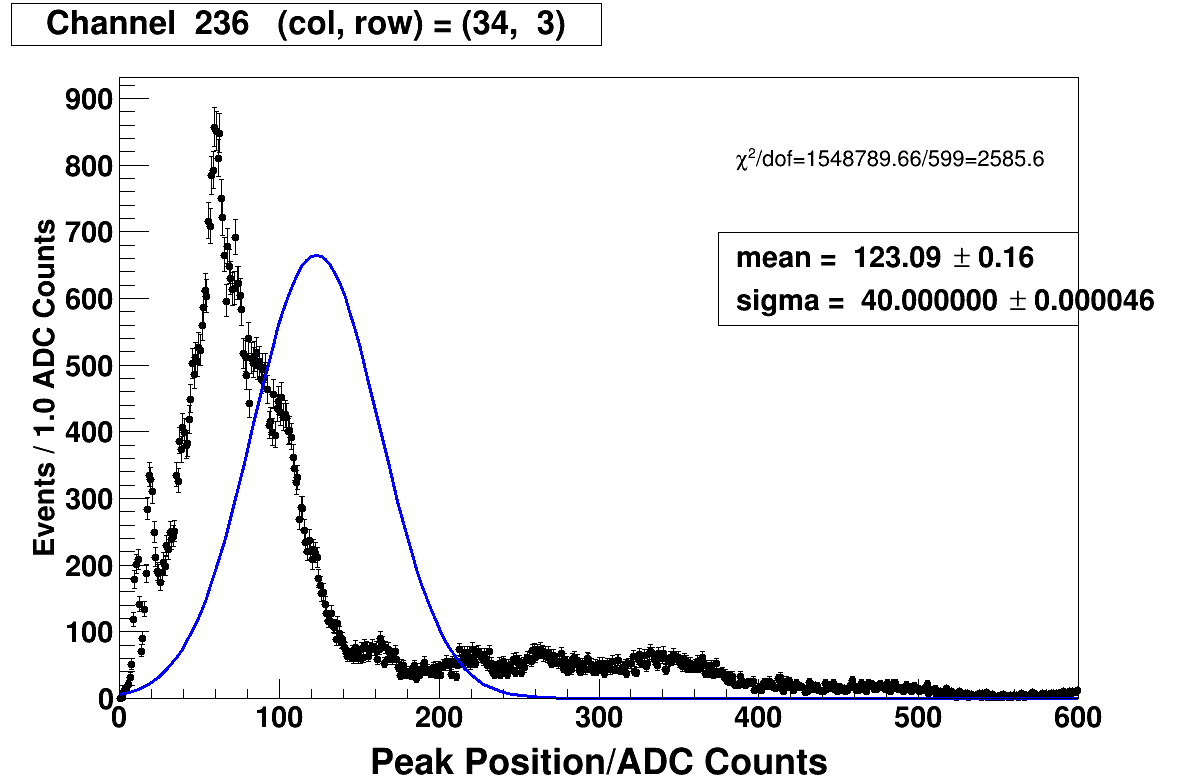 Channel 236 (col, row) = (34, 3)
χ²/dof=1548789.66/599=2585.6
mean = 123.09 ± 0.16
sigma = 40.000000 ± 0.000046
Events / 1.0 ADC Counts
900
800
700
600
500
400
300
200
100
0
0 100 200 300 400 500 600
Peak Position/ADC Counts